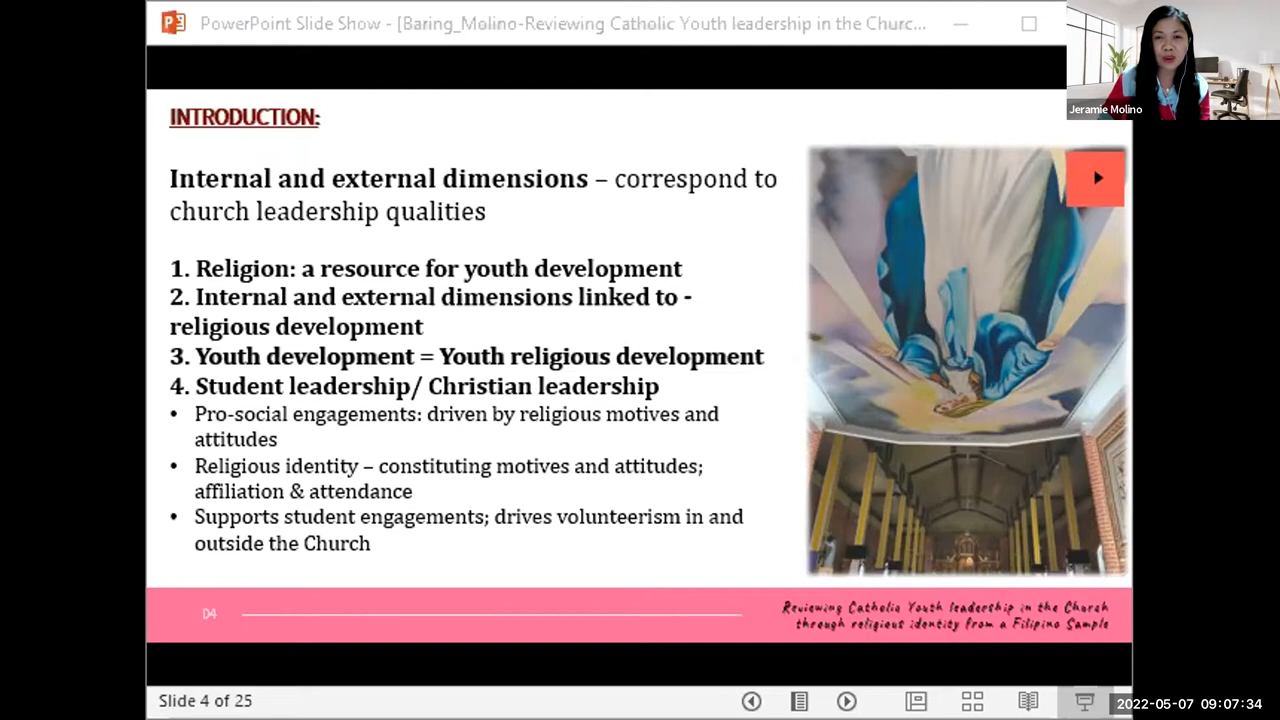 PowerPoint Slide Show - [Baring_Molino-Reviewing Catholic Youth leadership in the Churc...
Jeramie Molino
INTRODUCTION:
Internal and external dimensions – correspond to
church leadership qualities
1. Religion: a resource for youth development
2. Internal and external dimensions linked to -
religious development
3. Youth development = Youth religious development
4. Student leadership/ Christian leadership
• Pro-social engagements: driven by religious motives and
attitudes
• Religious identity – constituting motives and attitudes;
affiliation & attendance
• Supports student engagements; drives volunteerism in and
outside the Church
04
Reviewing Catholic Youth leadership in the Church
through religious identity from a Filipino Sample
Slide 4 of 25
2022-05-07 09:07:34